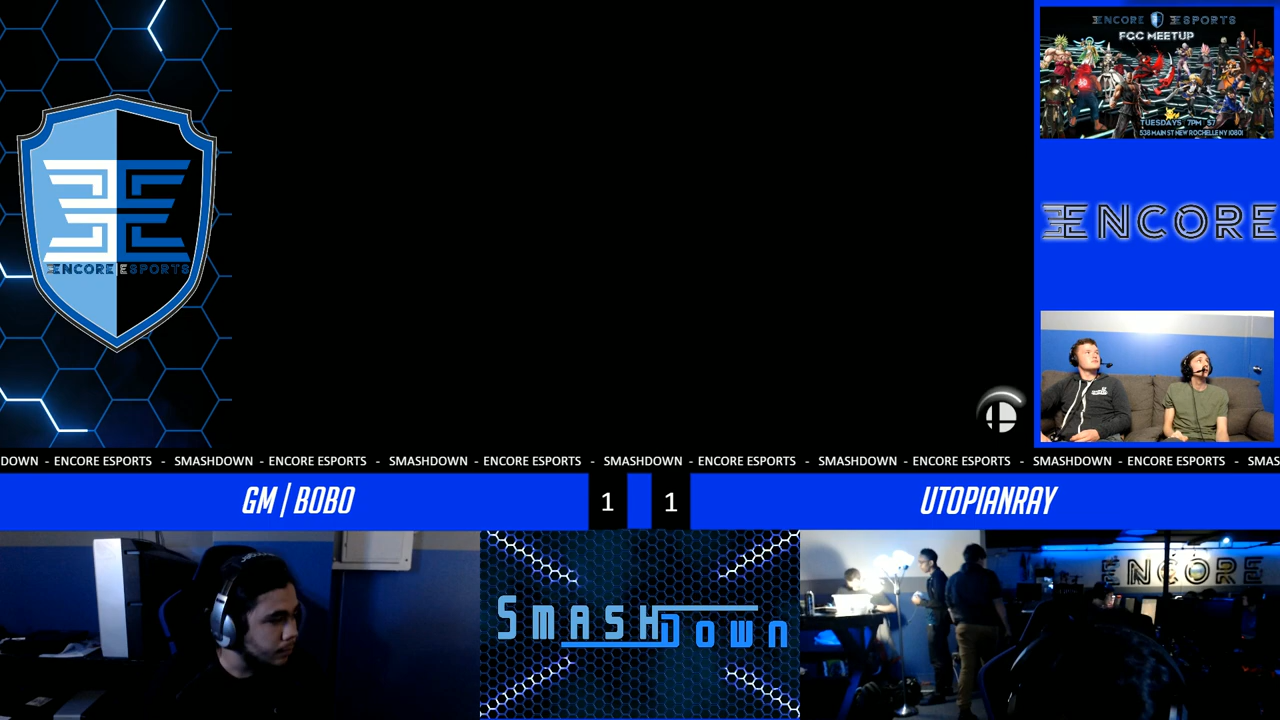 ENCORE ESPORTS
FGC MEETUP
TUESDAYS 7PM $7
538 MAIN ST NEW ROCHELLE NY 10801
ENCORE
ENCORE ESPORTS
DOWN - ENCORE ESPORTS - SMASHDOWN - ENCORE ESPORTS - SMASHDOWN - ENCORE ESPORTS - SMASHDOWN - ENCORE ESPORTS - SMASHDOWN - ENCORE ESPORTS - SMASHDOWN - ENCORE ESPORTS - SMAS
GM | BOBO 1 1 UTOPIANRAY
SMASHDOWN
ENCORE